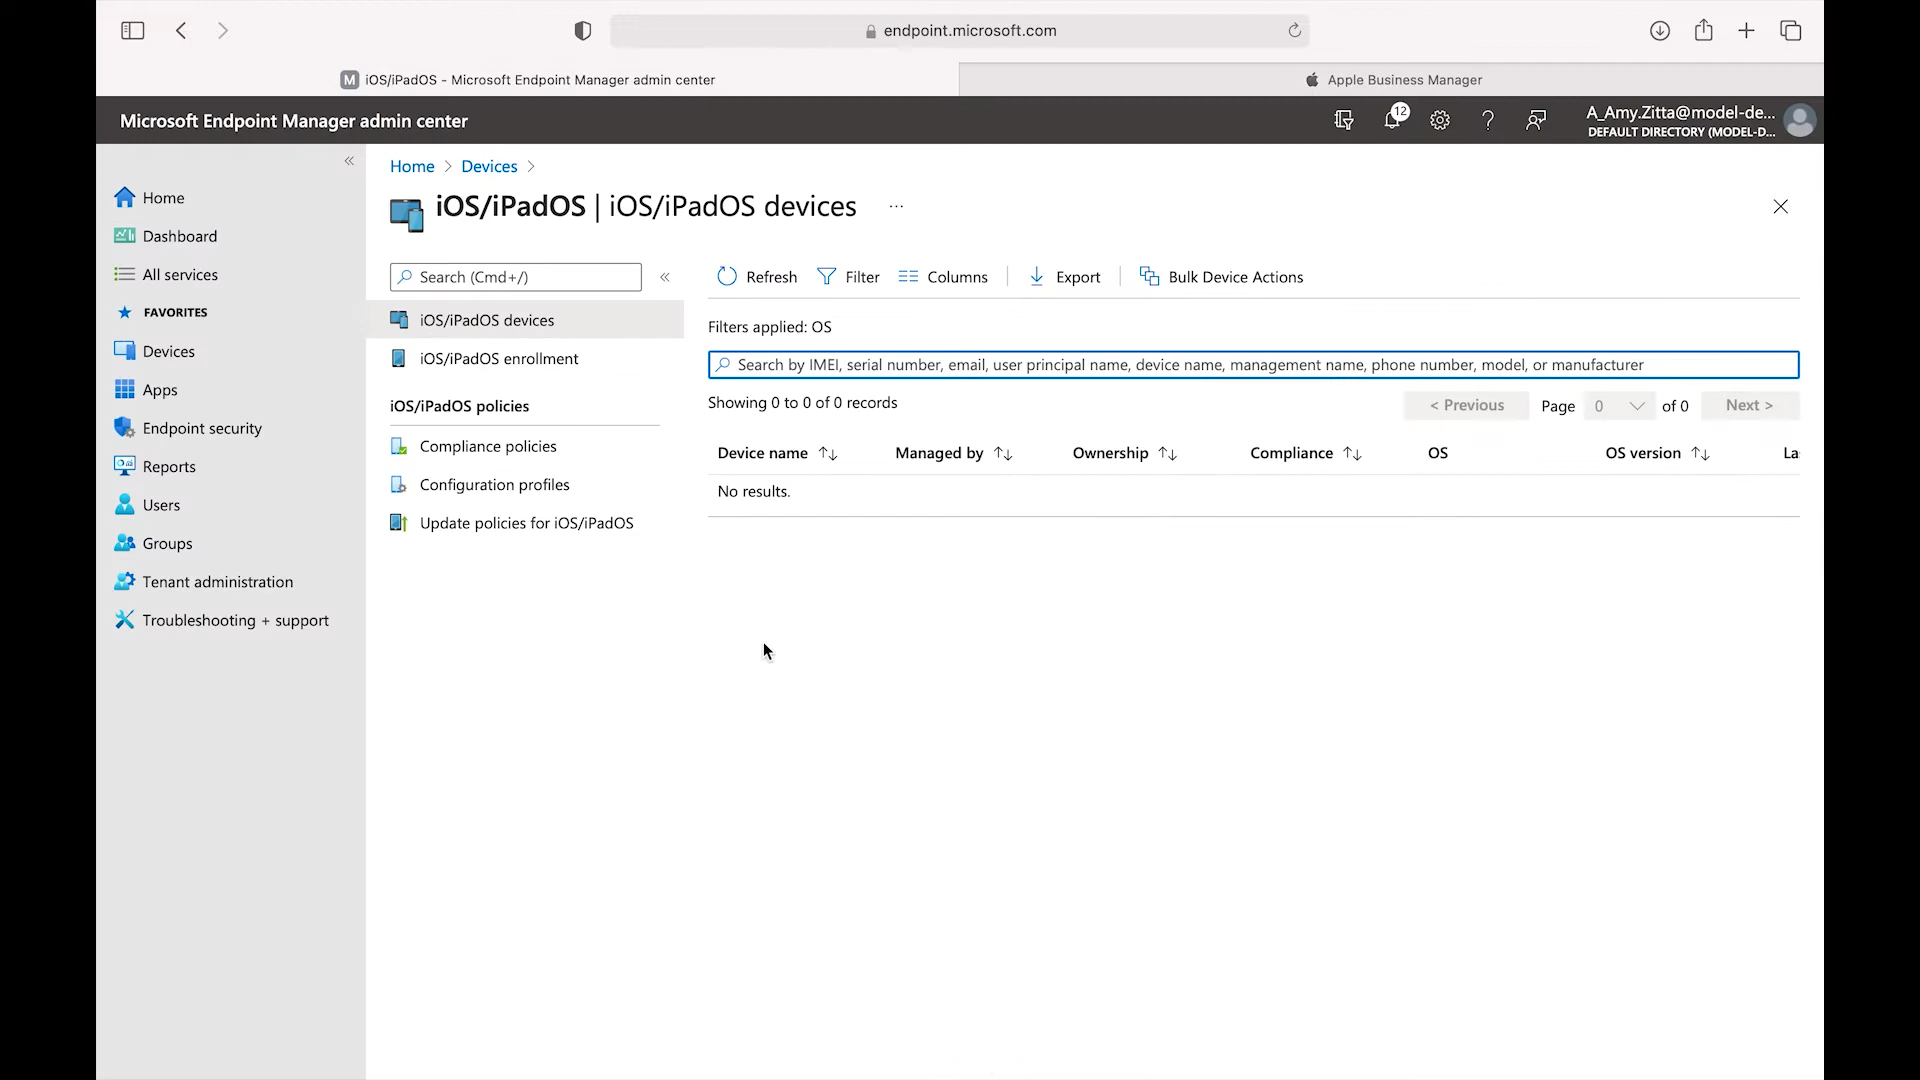 endpoint.microsoft.com
M iOS/iPadOS - Microsoft Endpoint Manager admin center
Apple Business Manager
Microsoft Endpoint Manager admin center
12
A_Amy.Zitta@model-de...
DEFAULT DIRECTORY (MODEL-D...
Home
Dashboard
All services
FAVORITES
Devices
Apps
Endpoint security
Reports
Users
Groups
Tenant administration
Troubleshooting + support
Home > Devices >
iOS/iPadOS | iOS/iPadOS devices ...
Search (Cmd+/)
iOS/iPadOS devices
iOS/iPadOS enrollment
iOS/iPadOS policies
Compliance policies
Configuration profiles
Update policies for iOS/iPadOS
Refresh Filter Columns Export Bulk Device Actions
Filters applied: OS
Search by IMEI, serial number, email, user principal name, device name, management name, phone number, model, or manufacturer
Showing 0 to 0 of 0 records
< Previous Page 0 of 0 Next >
Device name Managed by Ownership Compliance OS OS version La
No results.